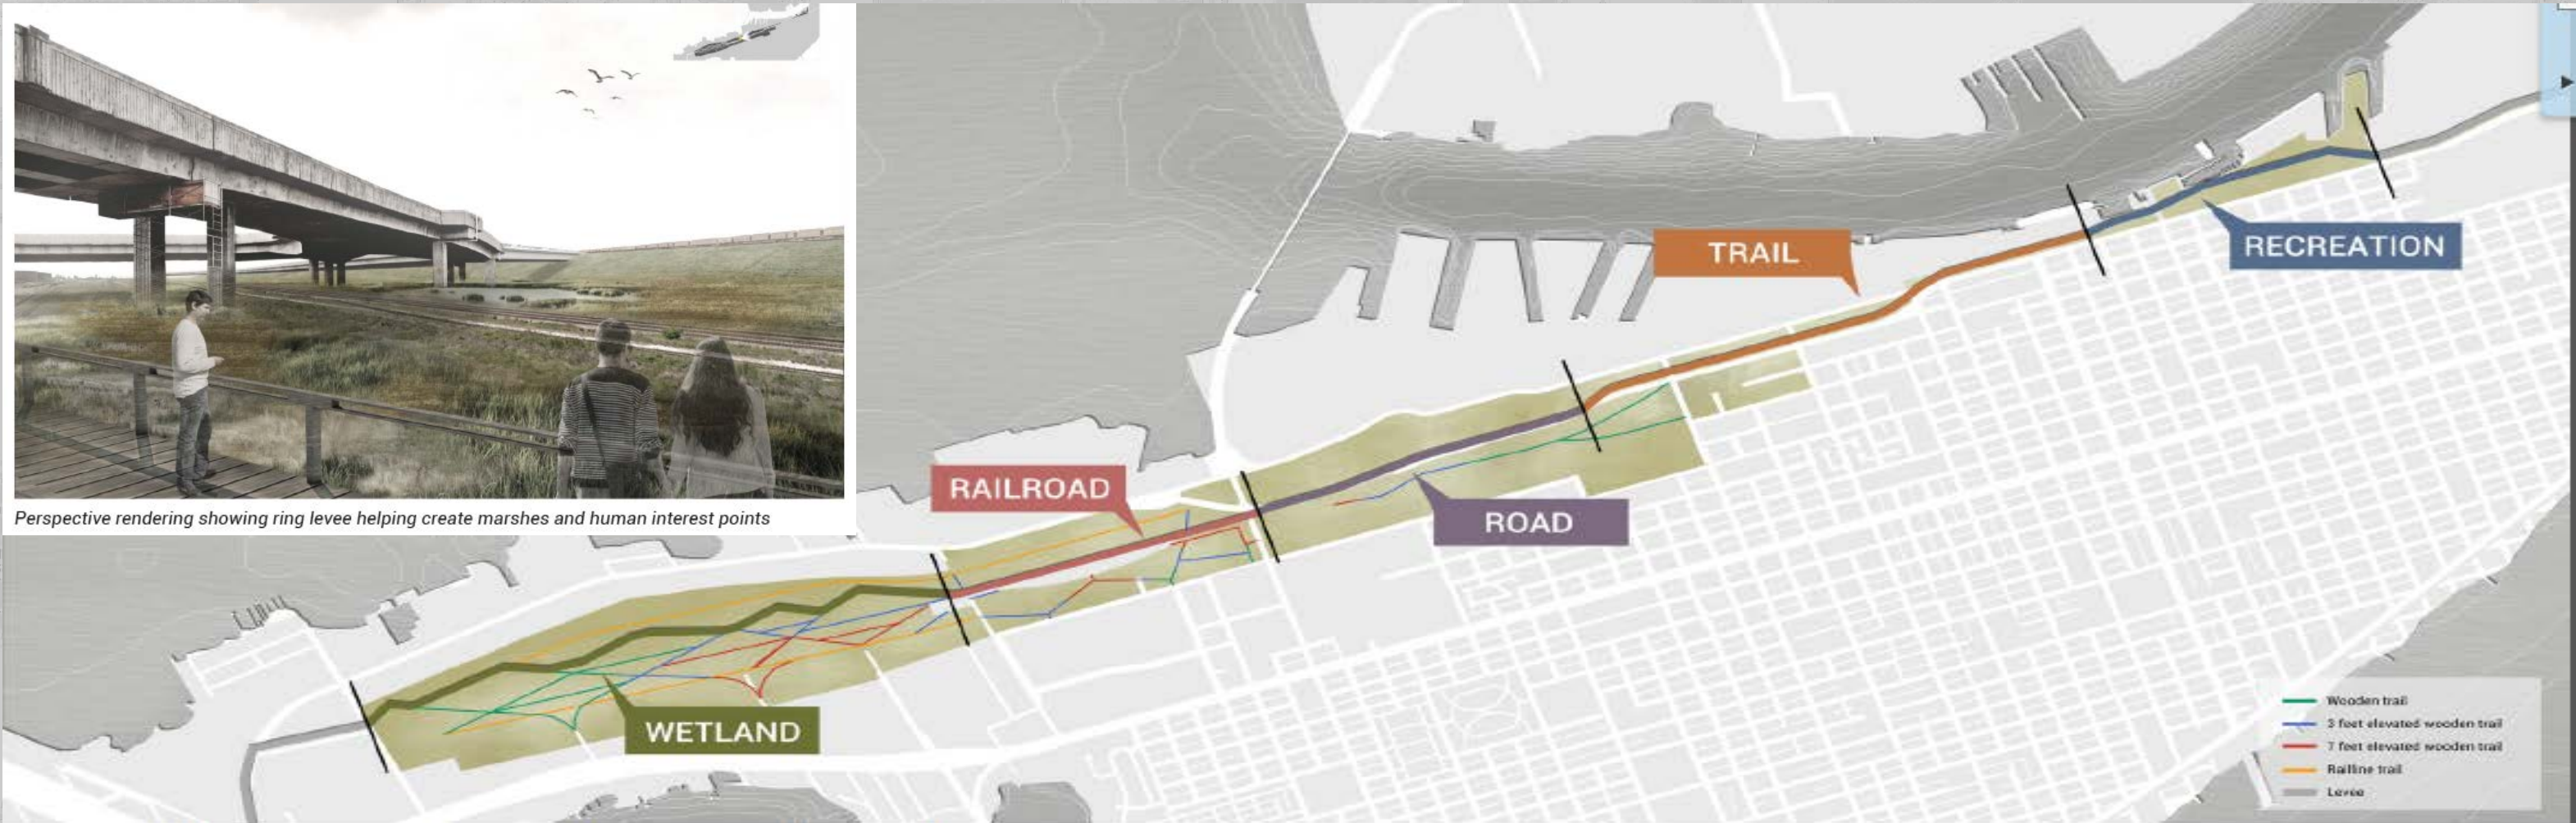 Perspective rendering showing ring levee helping create marshes and human interest points
TRAIL
RECREATION
RAILROAD
ROAD
WETLAND
Wooden trail
3 feet elevated wooden trail
7 feet elevated wooden trail
Railline trail
Levee